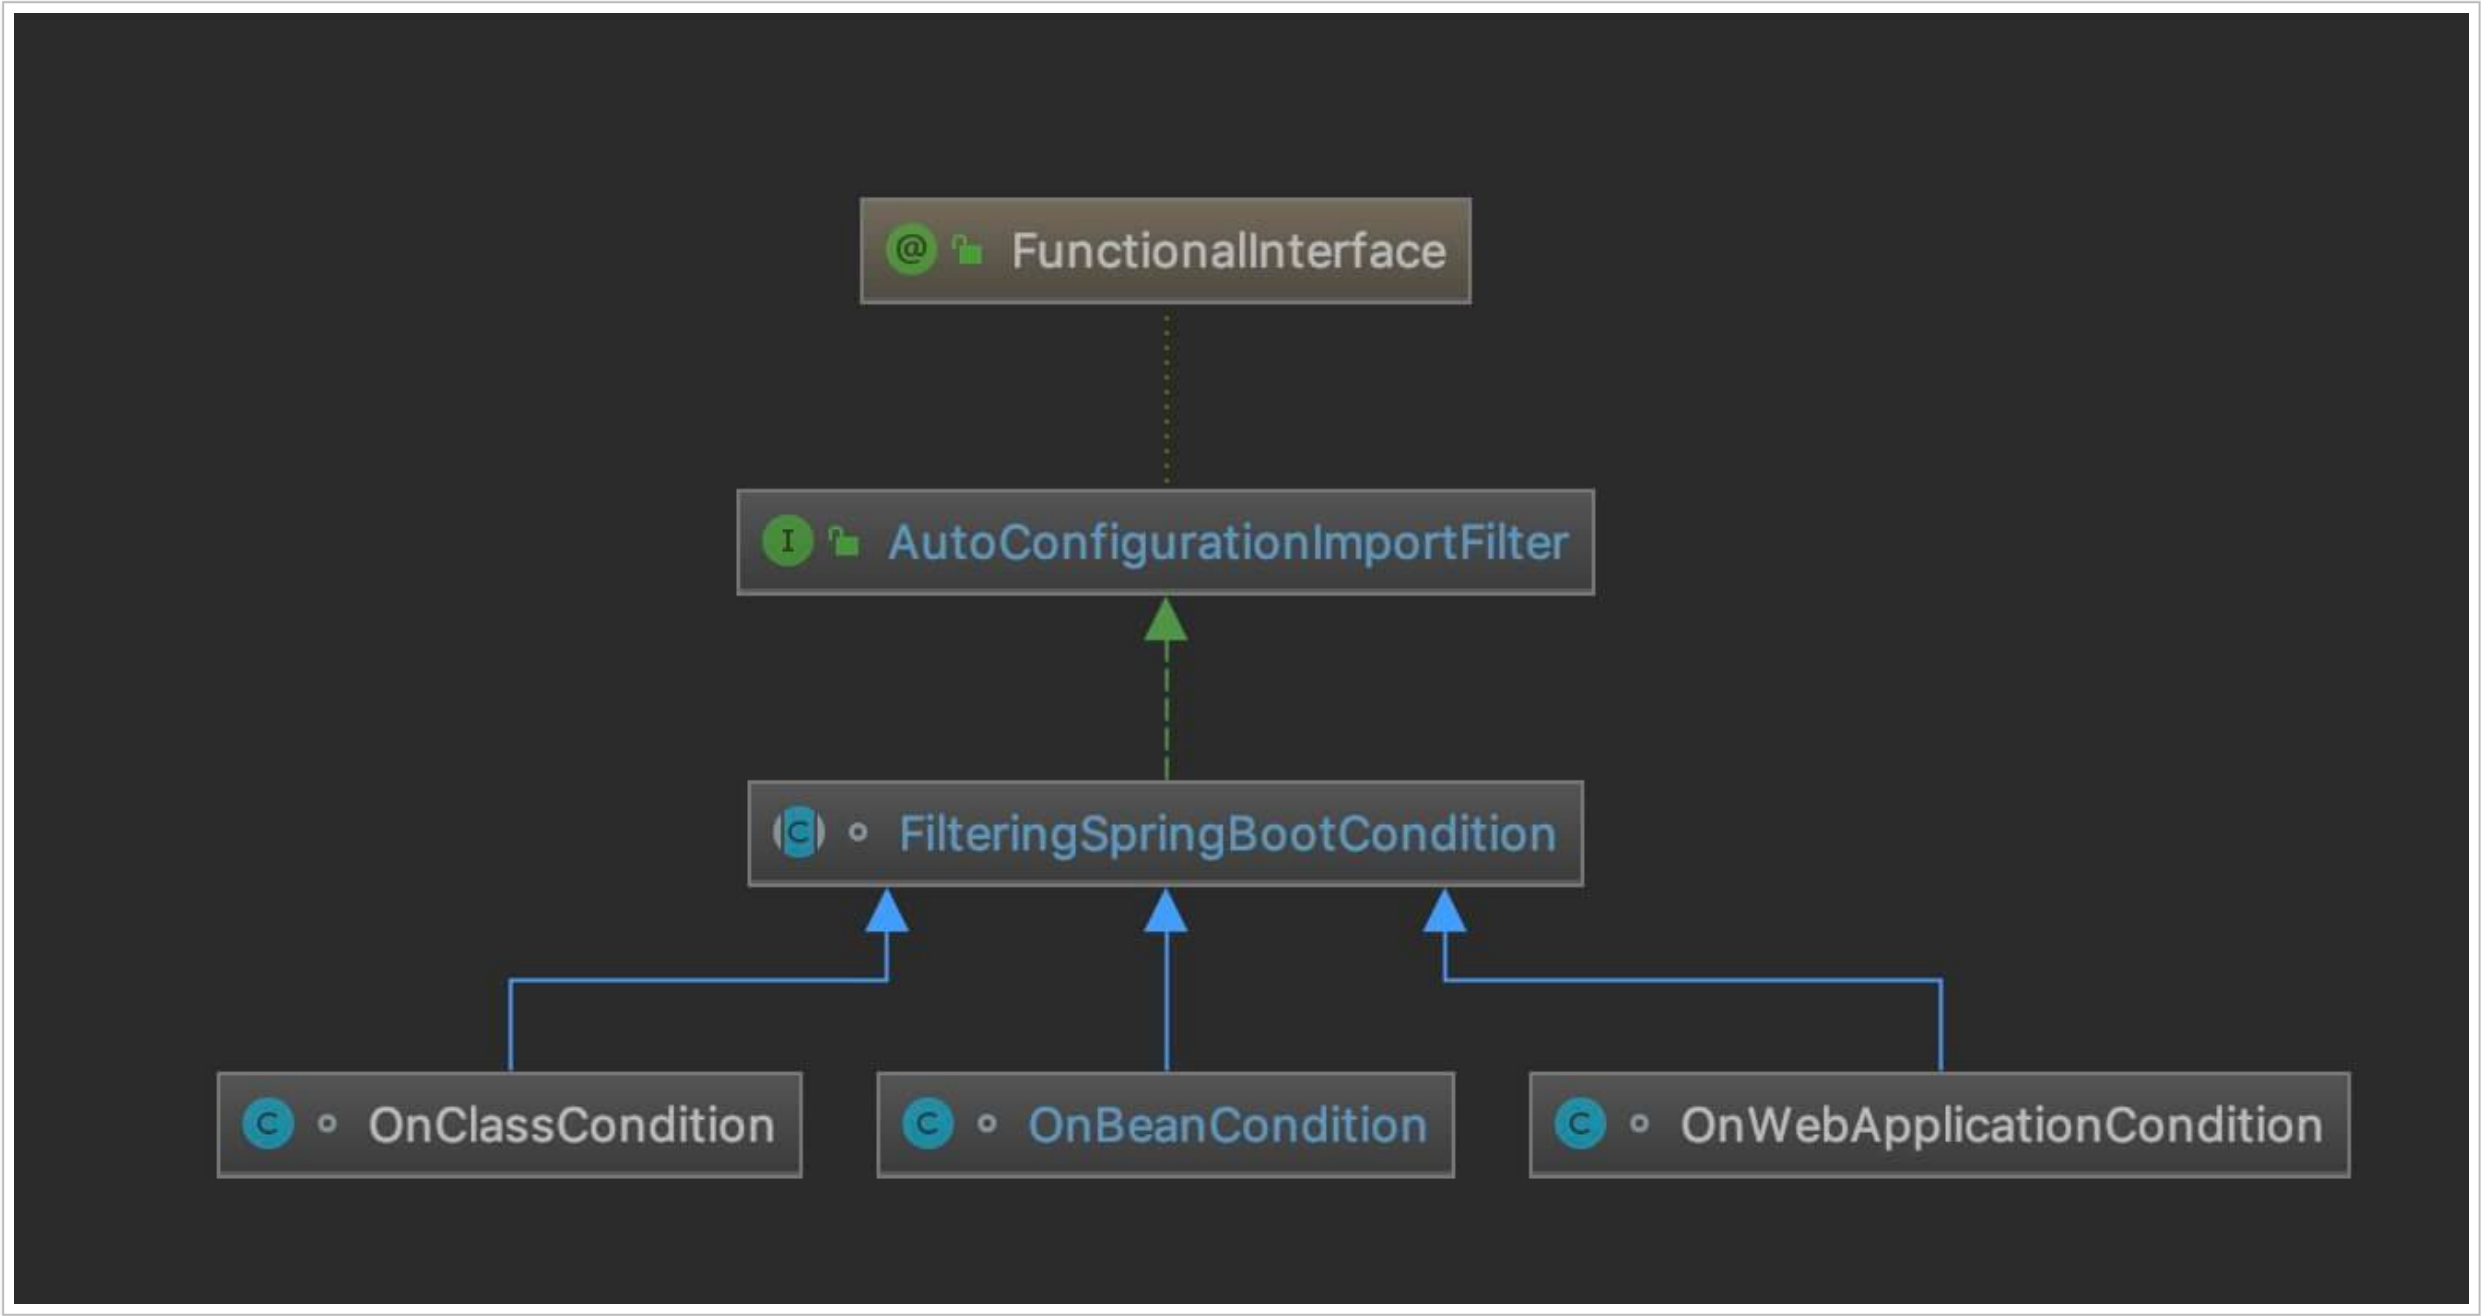 @ FunctionalInterface
I AutoConfigurationImportFilter
C FilteringSpringBootCondition
C OnClassCondition
C OnBeanCondition
C OnWebApplicationCondition